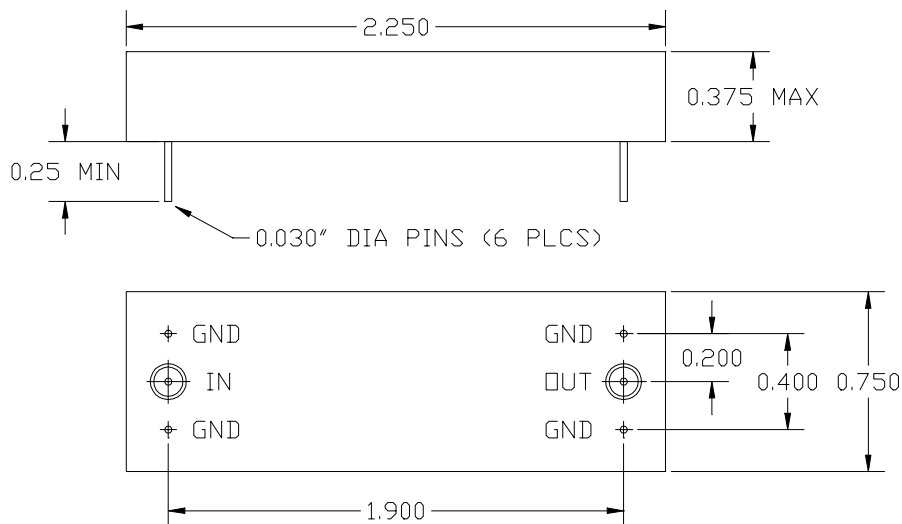 2.250
0.375 MAX
0.25 MIN
0.030" DIA PINS (6 PLCS)
GND GND
0.200
IN OUT 0.400 0.750
GND GND
1.900